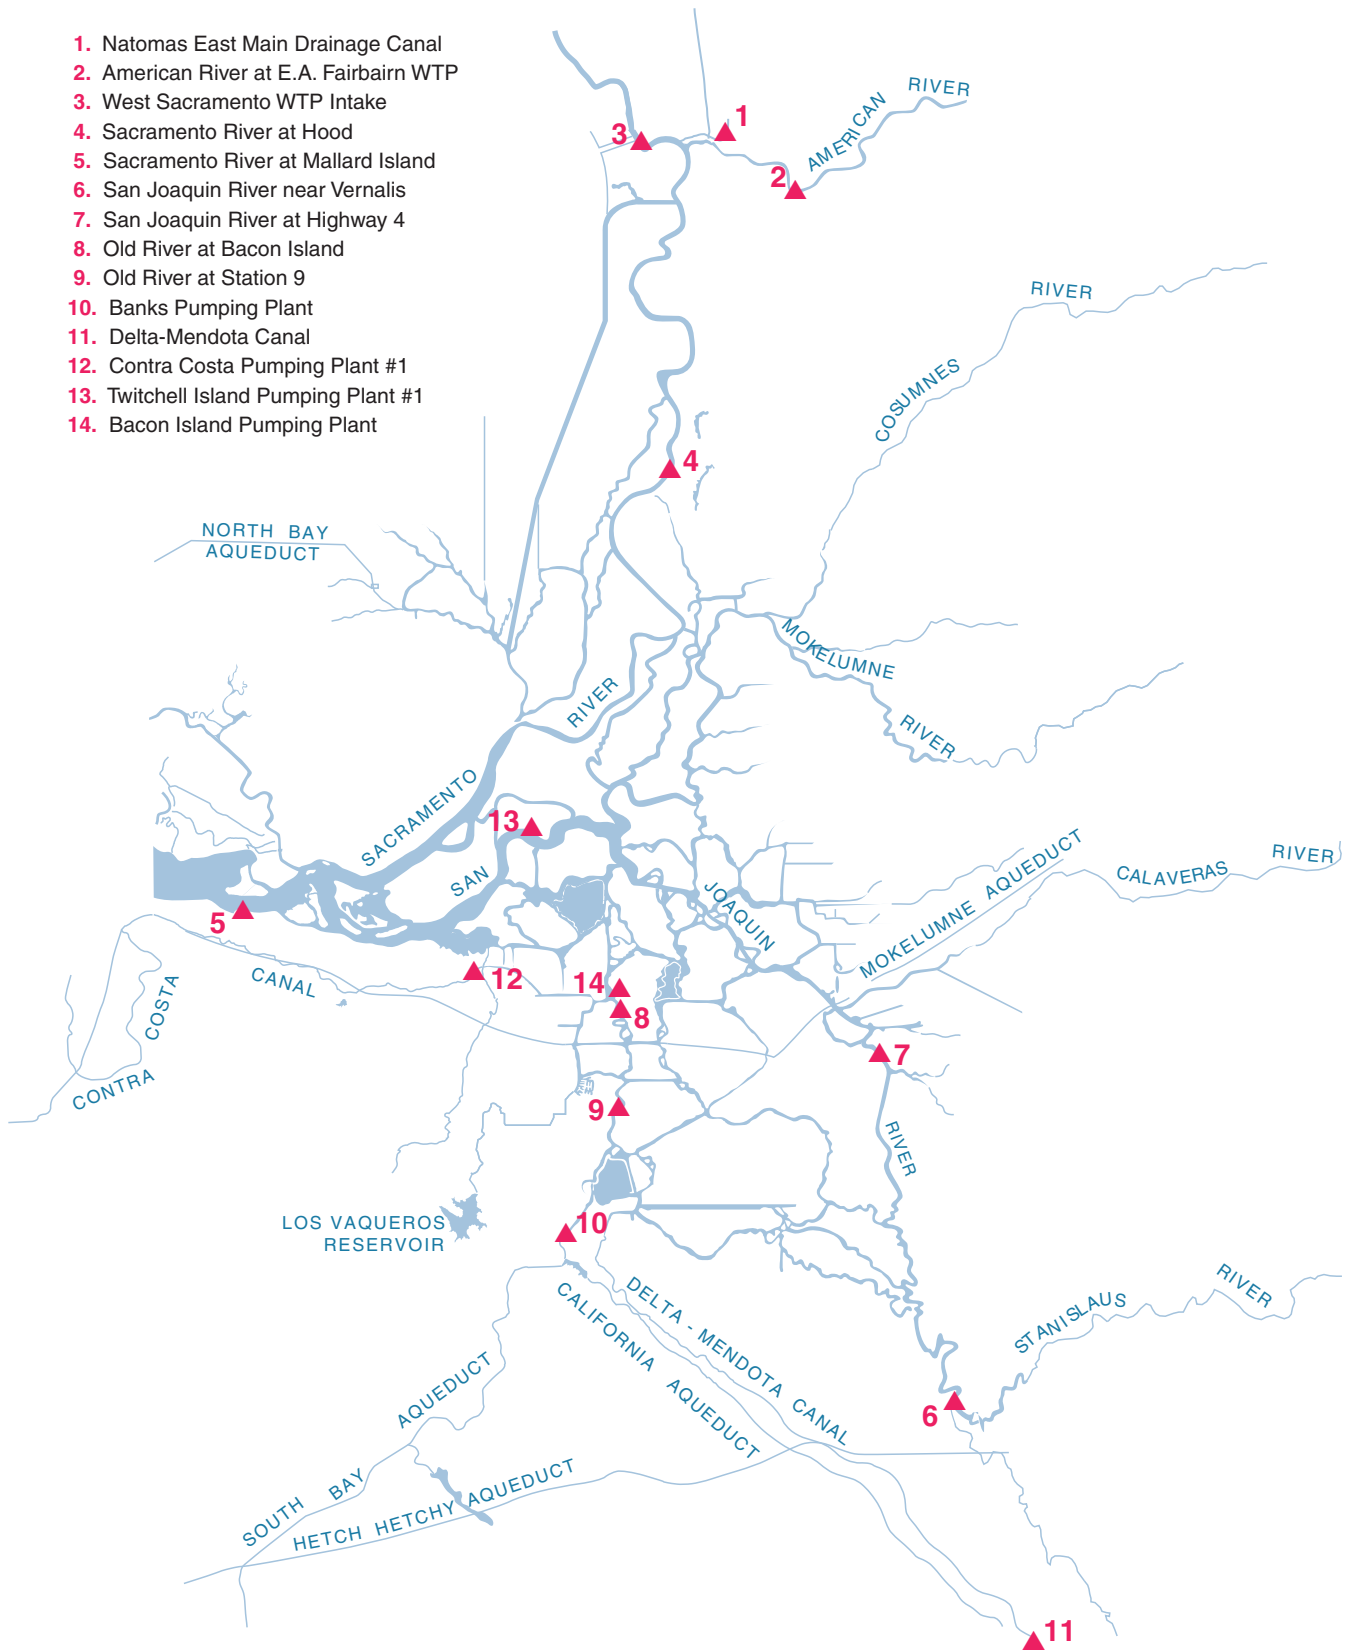 1. Natomas East Main Drainage Canal
2. American River at E.A. Fairbairn WTP
3. West Sacramento WTP Intake
4. Sacramento River at Hood
5. Sacramento River at Mallard Island
6. San Joaquin River near Vernalis
7. San Joaquin River at Highway 4
8. Old River at Bacon Island
9. Old River at Station 9
10. Banks Pumping Plant
11. Delta-Mendota Canal
12. Contra Costa Pumping Plant #1
13. Twitchell Island Pumping Plant #1
14. Bacon Island Pumping Plant
AMERICAN RIVER
1
3
2
COSUMNES RIVER
4
NORTH BAY
AQUEDUCT
MOKELUMNE RIVER
SACRAMENTO RIVER
13
SAN JOAQUIN RIVER
MOKELUMNE AQUEDUCT
CALAVERAS RIVER
5
CONTRA COSTA CANAL
12
14
8
7
9
LOS VAQUEROS
RESERVOIR
10
DELTA - MENDOTA CANAL
CALIFORNIA AQUEDUCT
STANISLAUS RIVER
6
SOUTH BAY AQUEDUCT
HETCH HETCHY AQUEDUCT
11